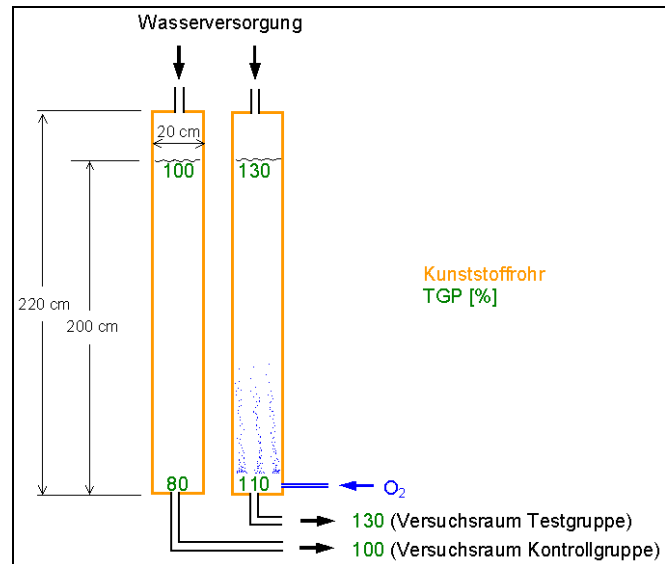 Wasserversorgung
20 cm
100
130
Kunststoffrohr
TGP [%]
220 cm
200 cm
80
110
O₂
130 (Versuchsraum Testgruppe)
100 (Versuchsraum Kontrollgruppe)